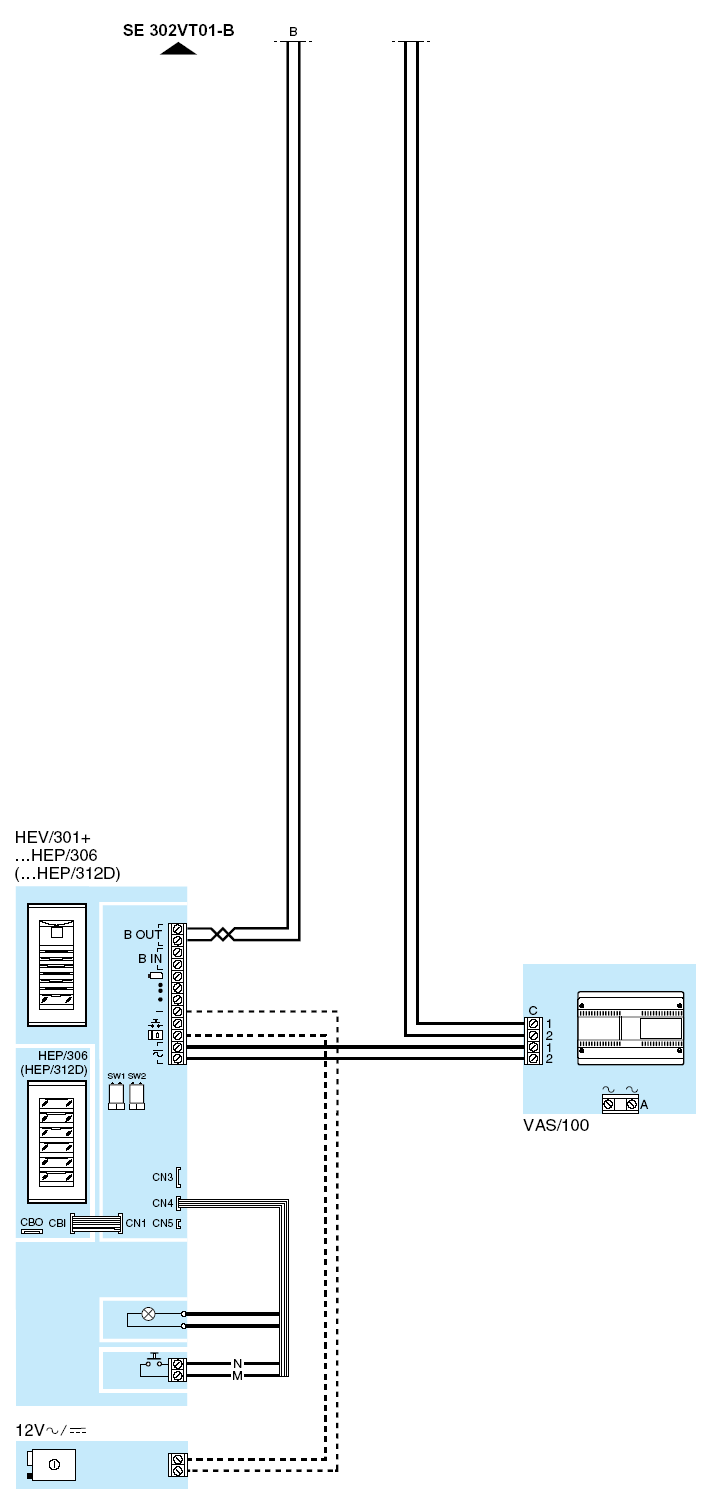 SE 302VT01-B
B
HEV/301+
...HEP/306
(...HEP/312D)
B OUT
B IN
C
1
2
1
2
HEP/306
(HEP/312D)
SW1 SW2
A
VAS/100
CN3
CN4
CBO CBI CN1 CN5
N
M
12V~/